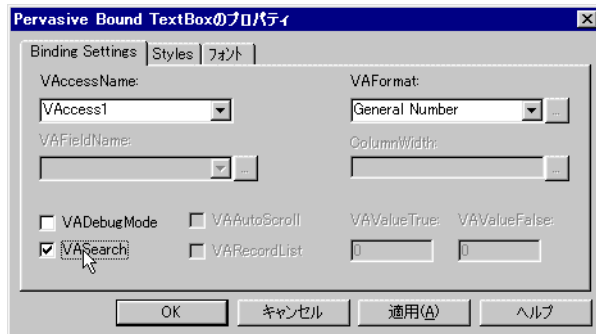 Pervasive Bound TextBoxのプロパティ
Binding Settings Styles フォント
VAccessName: VAFormat:
VAccess1 General Number ...
VAFieldName: ColumnWidth:
... ...
VADebugMode VAAutoScroll VAValueTrue: VAValueFalse:
VASearch VARecordList 0 0
OK キャンセル 適用(A) ヘルプ